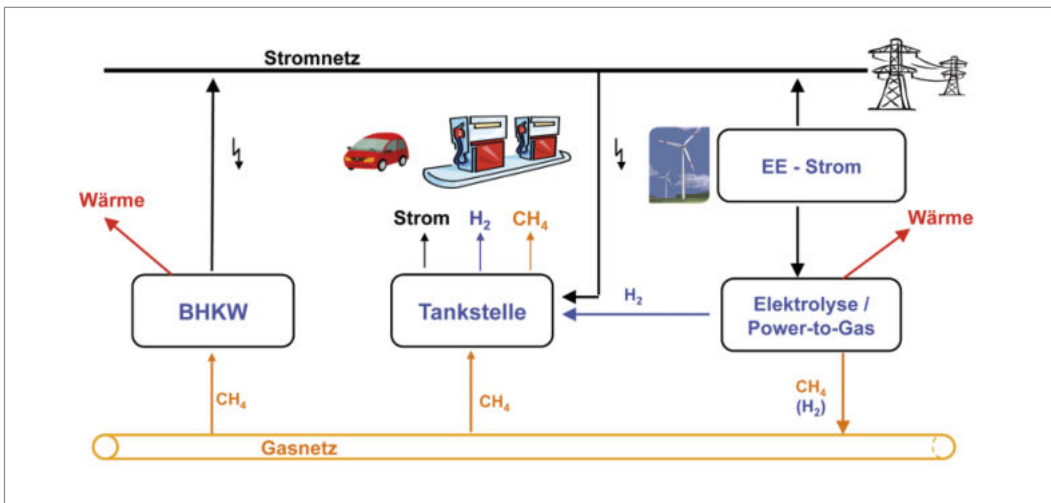 Stromnetz
EE - Strom
Wärme
Strom
H₂
CH₄
Wärme
BHKW
Tankstelle
H₂
Elektrolyse /
Power-to-Gas
CH₄
CH₄
CH₄
(H₂)
Gasnetz